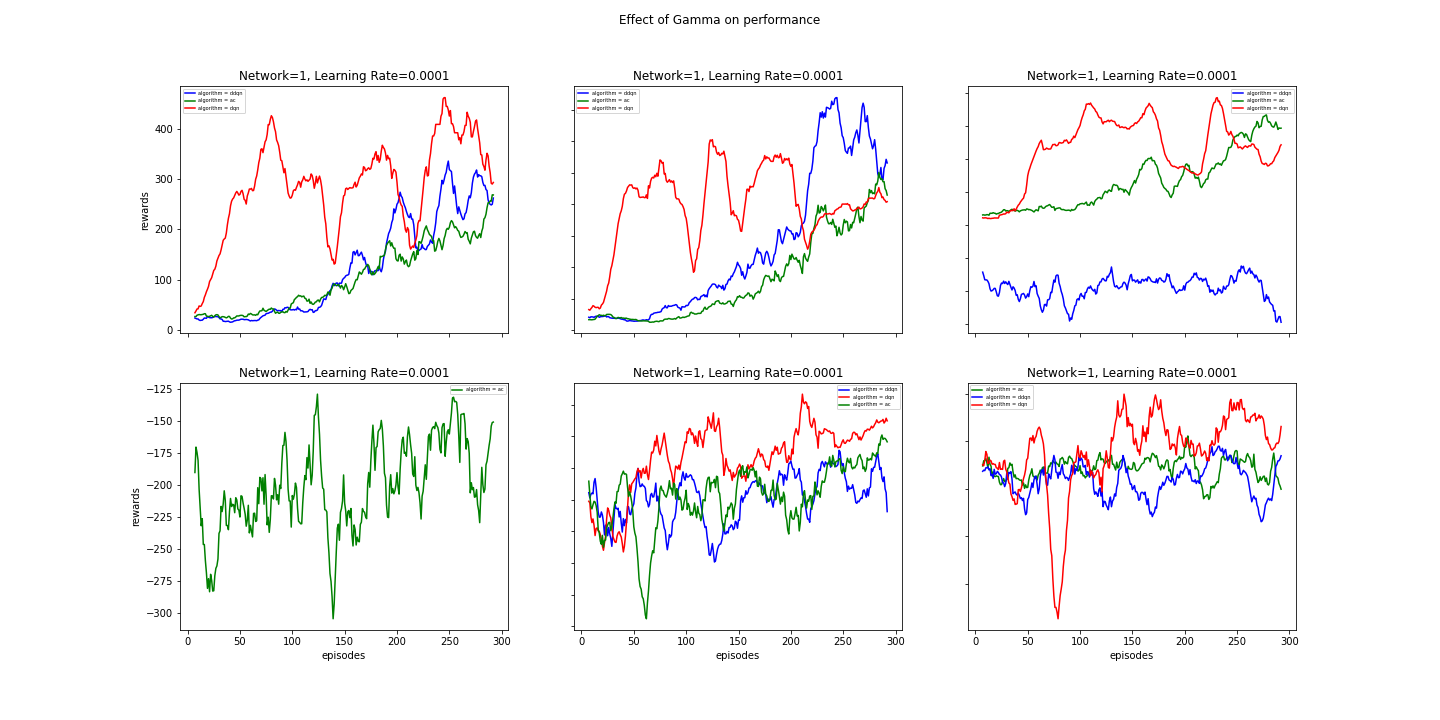 Effect of Gamma on performance
Network=1, Learning Rate=0.0001
Network=1, Learning Rate=0.0001
Network=1, Learning Rate=0.0001
algorithm = ddqn
algorithm = ac
algorithm = dqn
algorithm = ddqn
algorithm = ac
algorithm = dqn
algorithm = ddqn
algorithm = ac
algorithm = dqn
rewards
400
300
200
100
0
Network=1, Learning Rate=0.0001
Network=1, Learning Rate=0.0001
Network=1, Learning Rate=0.0001
algorithm = ac
algorithm = ddqn
algorithm = dqn
algorithm = ac
algorithm = ac
algorithm = ddqn
algorithm = dqn
rewards
−125
−150
−175
−200
−225
−250
−275
−300
0 50 100 150 200 250 300
0 50 100 150 200 250 300
0 50 100 150 200 250 300
episodes
episodes
episodes